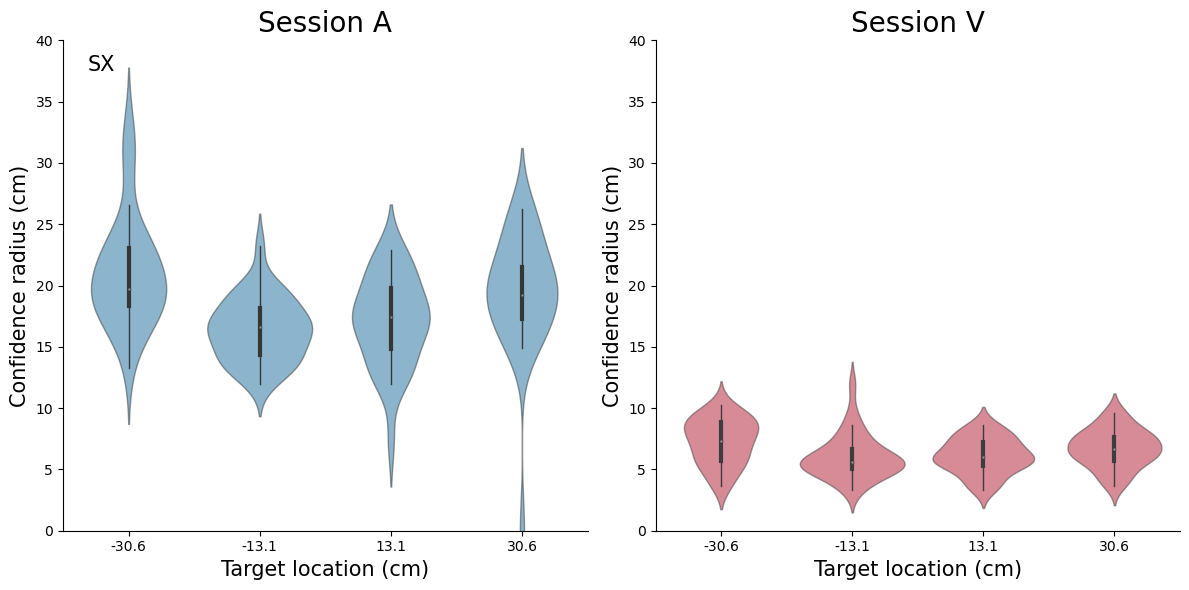 Session A
SX
Confidence radius (cm)
40
35
30
25
20
15
10
5
0
-30.6 -13.1 13.1 30.6
Target location (cm)
Session V
Confidence radius (cm)
40
35
30
25
20
15
10
5
0
-30.6 -13.1 13.1 30.6
Target location (cm)